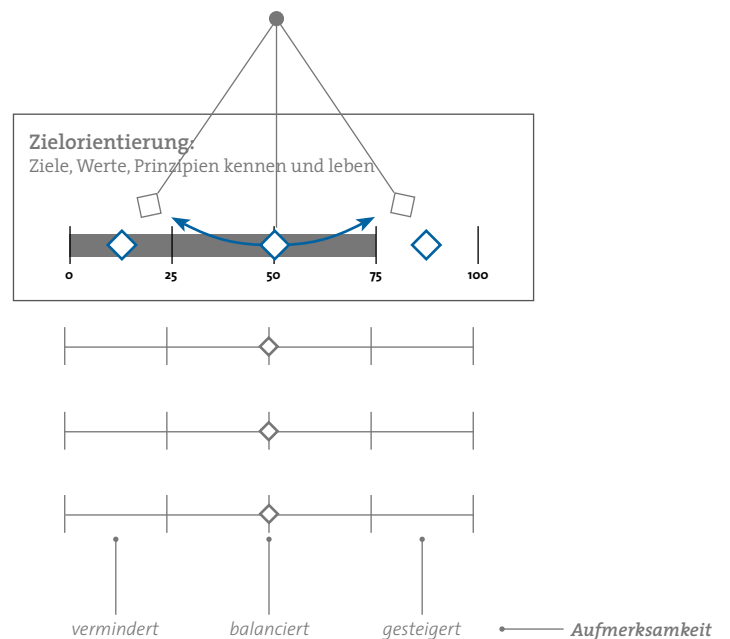 Zielorientierung:
Ziele, Werte, Prinzipien kennen und leben
0 25 50 75 100
vermindert balanciert gesteigert Aufmerksamkeit